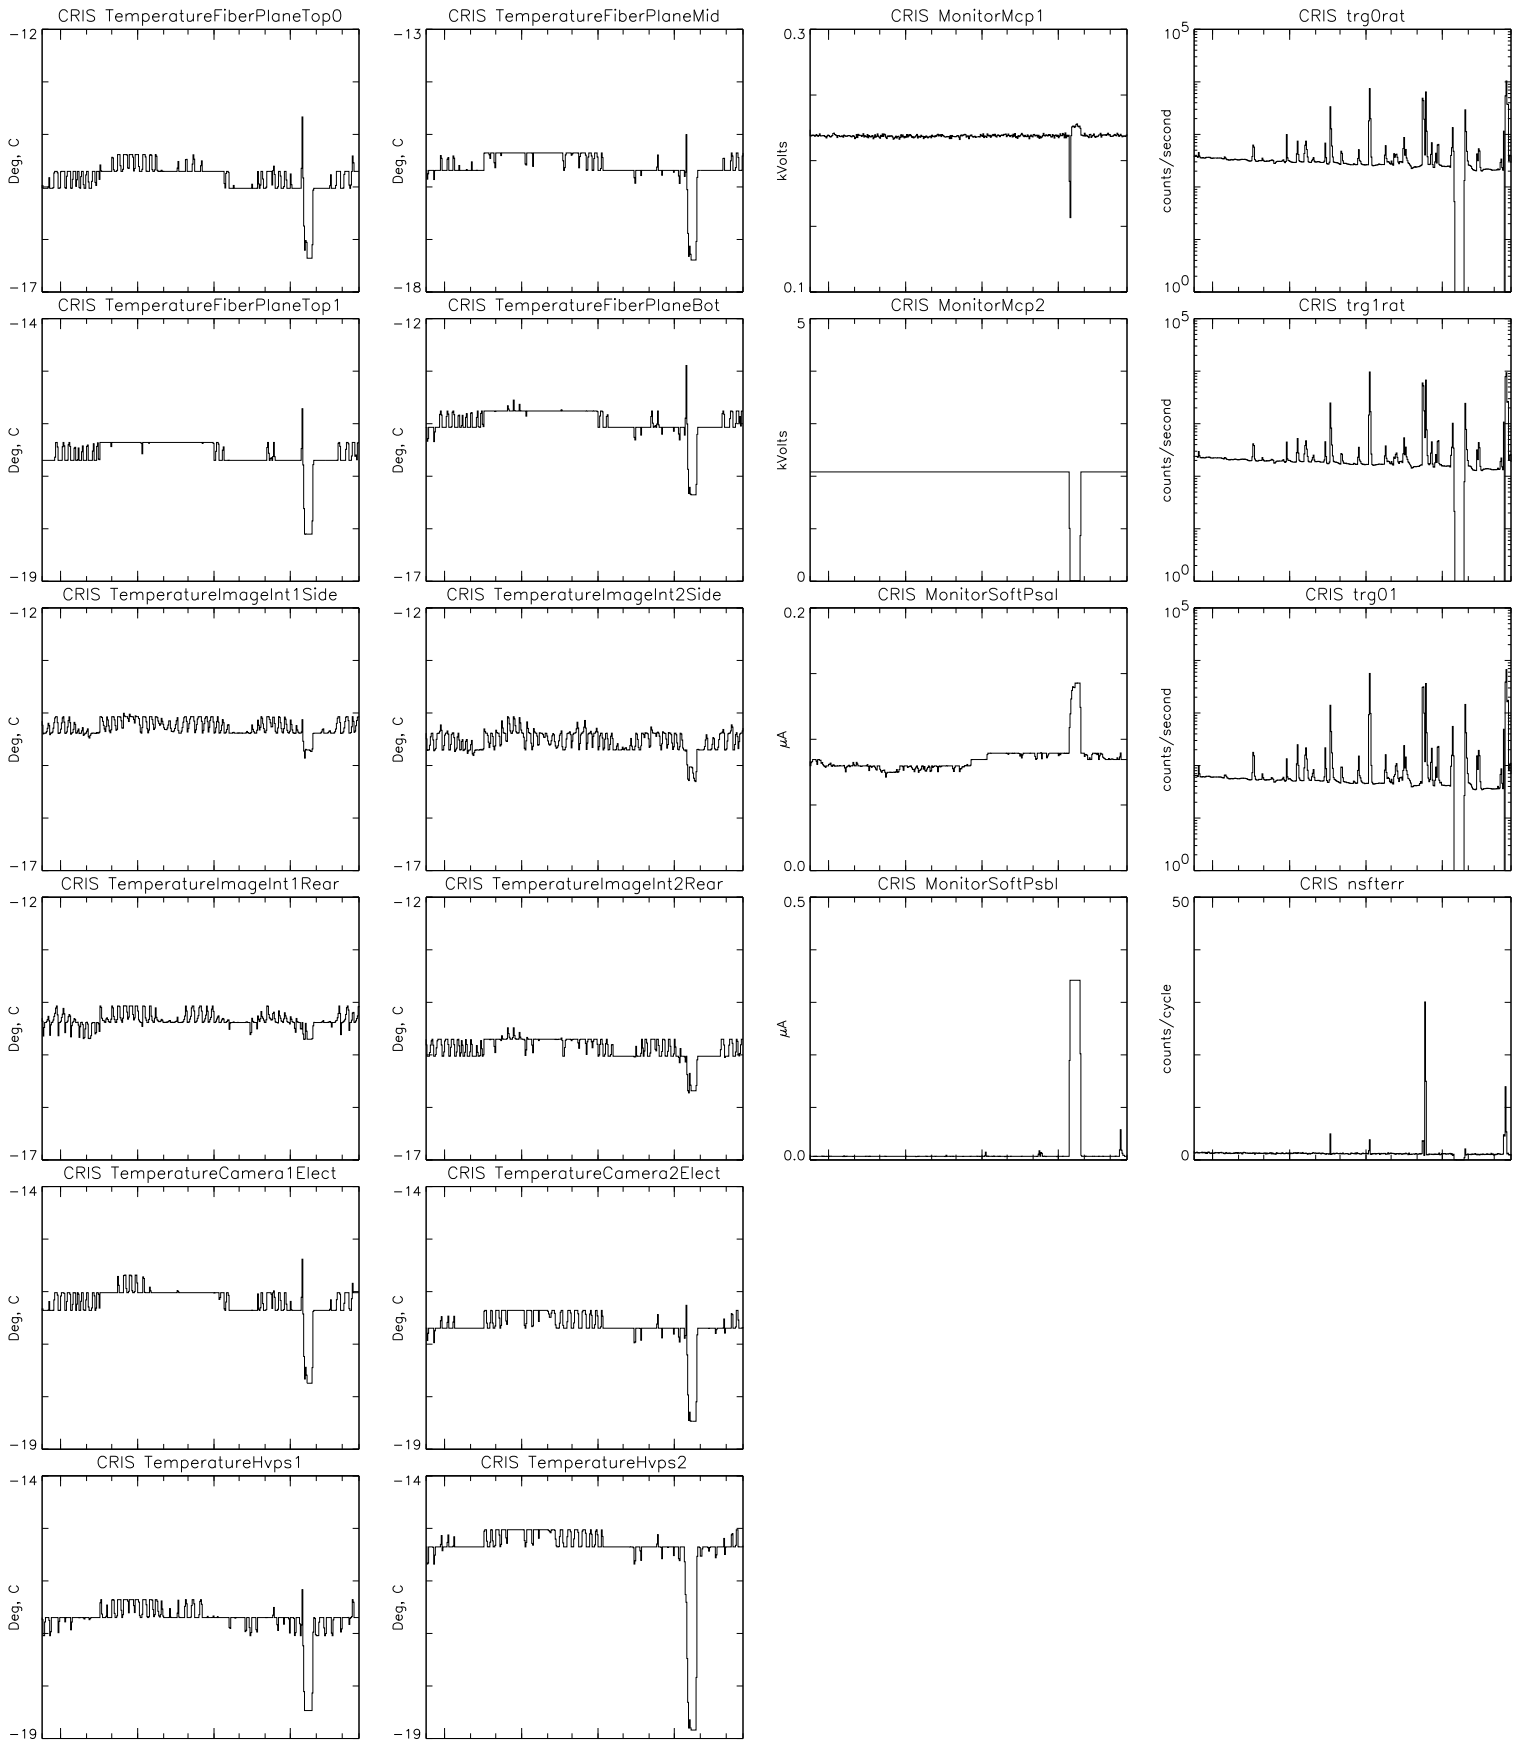 CRIS TemperatureFiberPlaneTop0
-12
Deg, C
-17
CRIS TemperatureFiberPlaneMid
-13
Deg, C
-18
CRIS MonitorMcp1
0.3
kVolts
0.1
CRIS trg0rat
10^5
counts/second
10^0
CRIS TemperatureFiberPlaneTop1
-14
Deg, C
-19
CRIS TemperatureFiberPlaneBot
-12
Deg, C
-17
CRIS MonitorMcp2
5
kVolts
0
CRIS trg1rat
10^5
counts/second
10^0
CRIS TemperatureImageInt1Side
-12
Deg, C
-17
CRIS TemperatureImageInt2Side
-12
Deg, C
-17
CRIS MonitorSoftPsaI
0.2
μA
0.0
CRIS trg01
10^5
counts/second
10^0
CRIS TemperatureImageInt1Rear
-12
Deg, C
-17
CRIS TemperatureImageInt2Rear
-12
Deg, C
-17
CRIS MonitorSoftPsbI
0.5
μA
0.0
CRIS nsfterr
50
counts/cycle
0
CRIS TemperatureCamera1Elect
-14
Deg, C
-19
CRIS TemperatureCamera2Elect
-14
Deg, C
-19
CRIS TemperatureHvps1
-14
Deg, C
-19
CRIS TemperatureHvps2
-14
Deg, C
-19